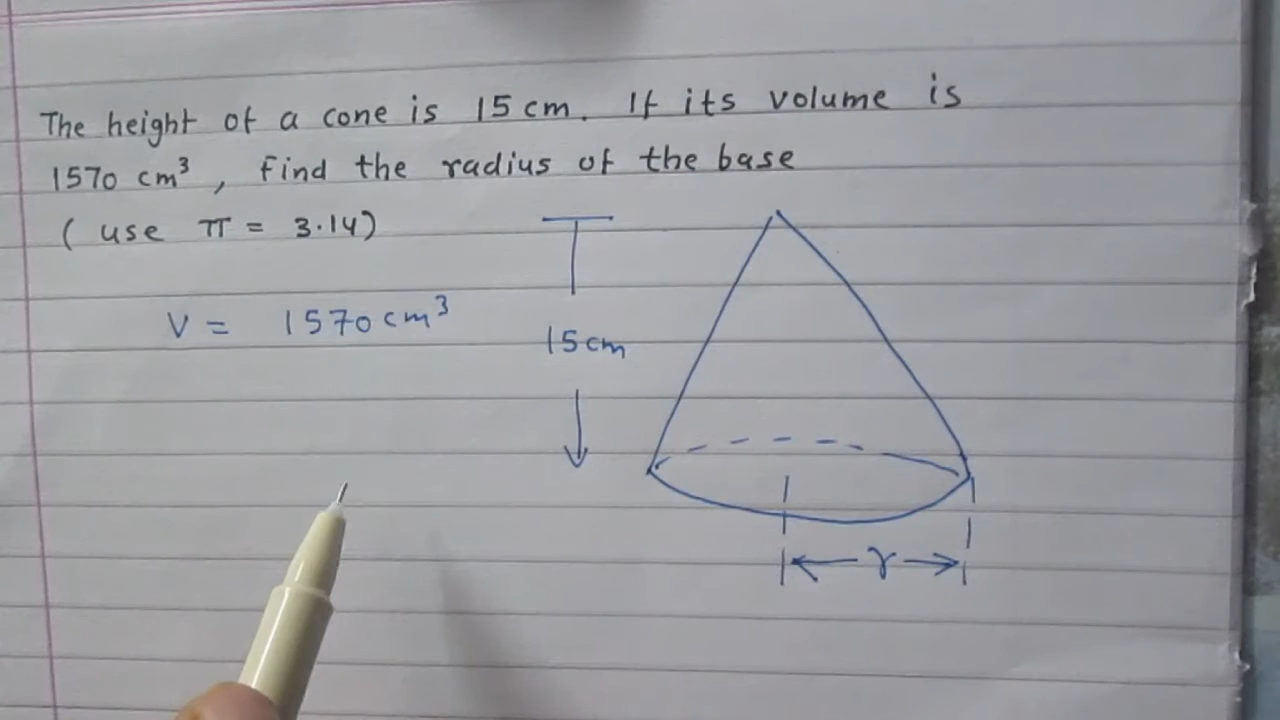 The height of a cone is 15 cm. If its volume is
1570 cm³, find the radius of the base
( use π = 3.14)
V = 1570 cm³
15 cm
r